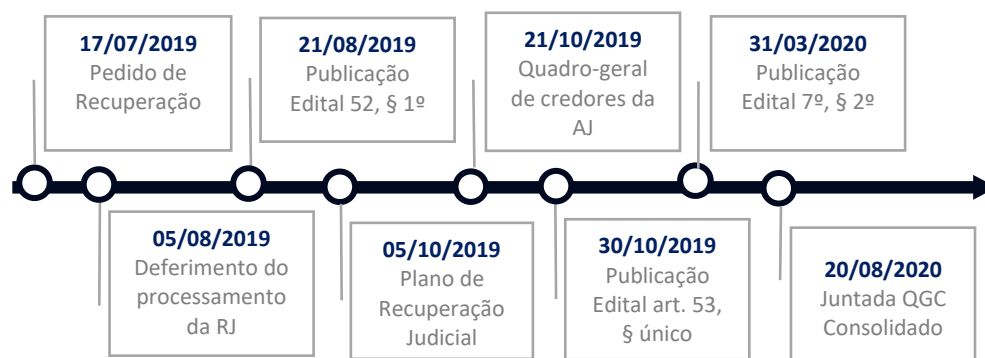 17/07/2019
Pedido de
Recuperação
21/08/2019
Publicação
Edital 52, § 1º
21/10/2019
Quadro-geral
de credores da
AJ
31/03/2020
Publicação
Edital 7º, § 2º
05/08/2019
Deferimento do
processamento
da RJ
05/10/2019
Plano de
Recuperação
Judicial
30/10/2019
Publicação
Edital art. 53,
§ único
20/08/2020
Juntada QGC
Consolidado